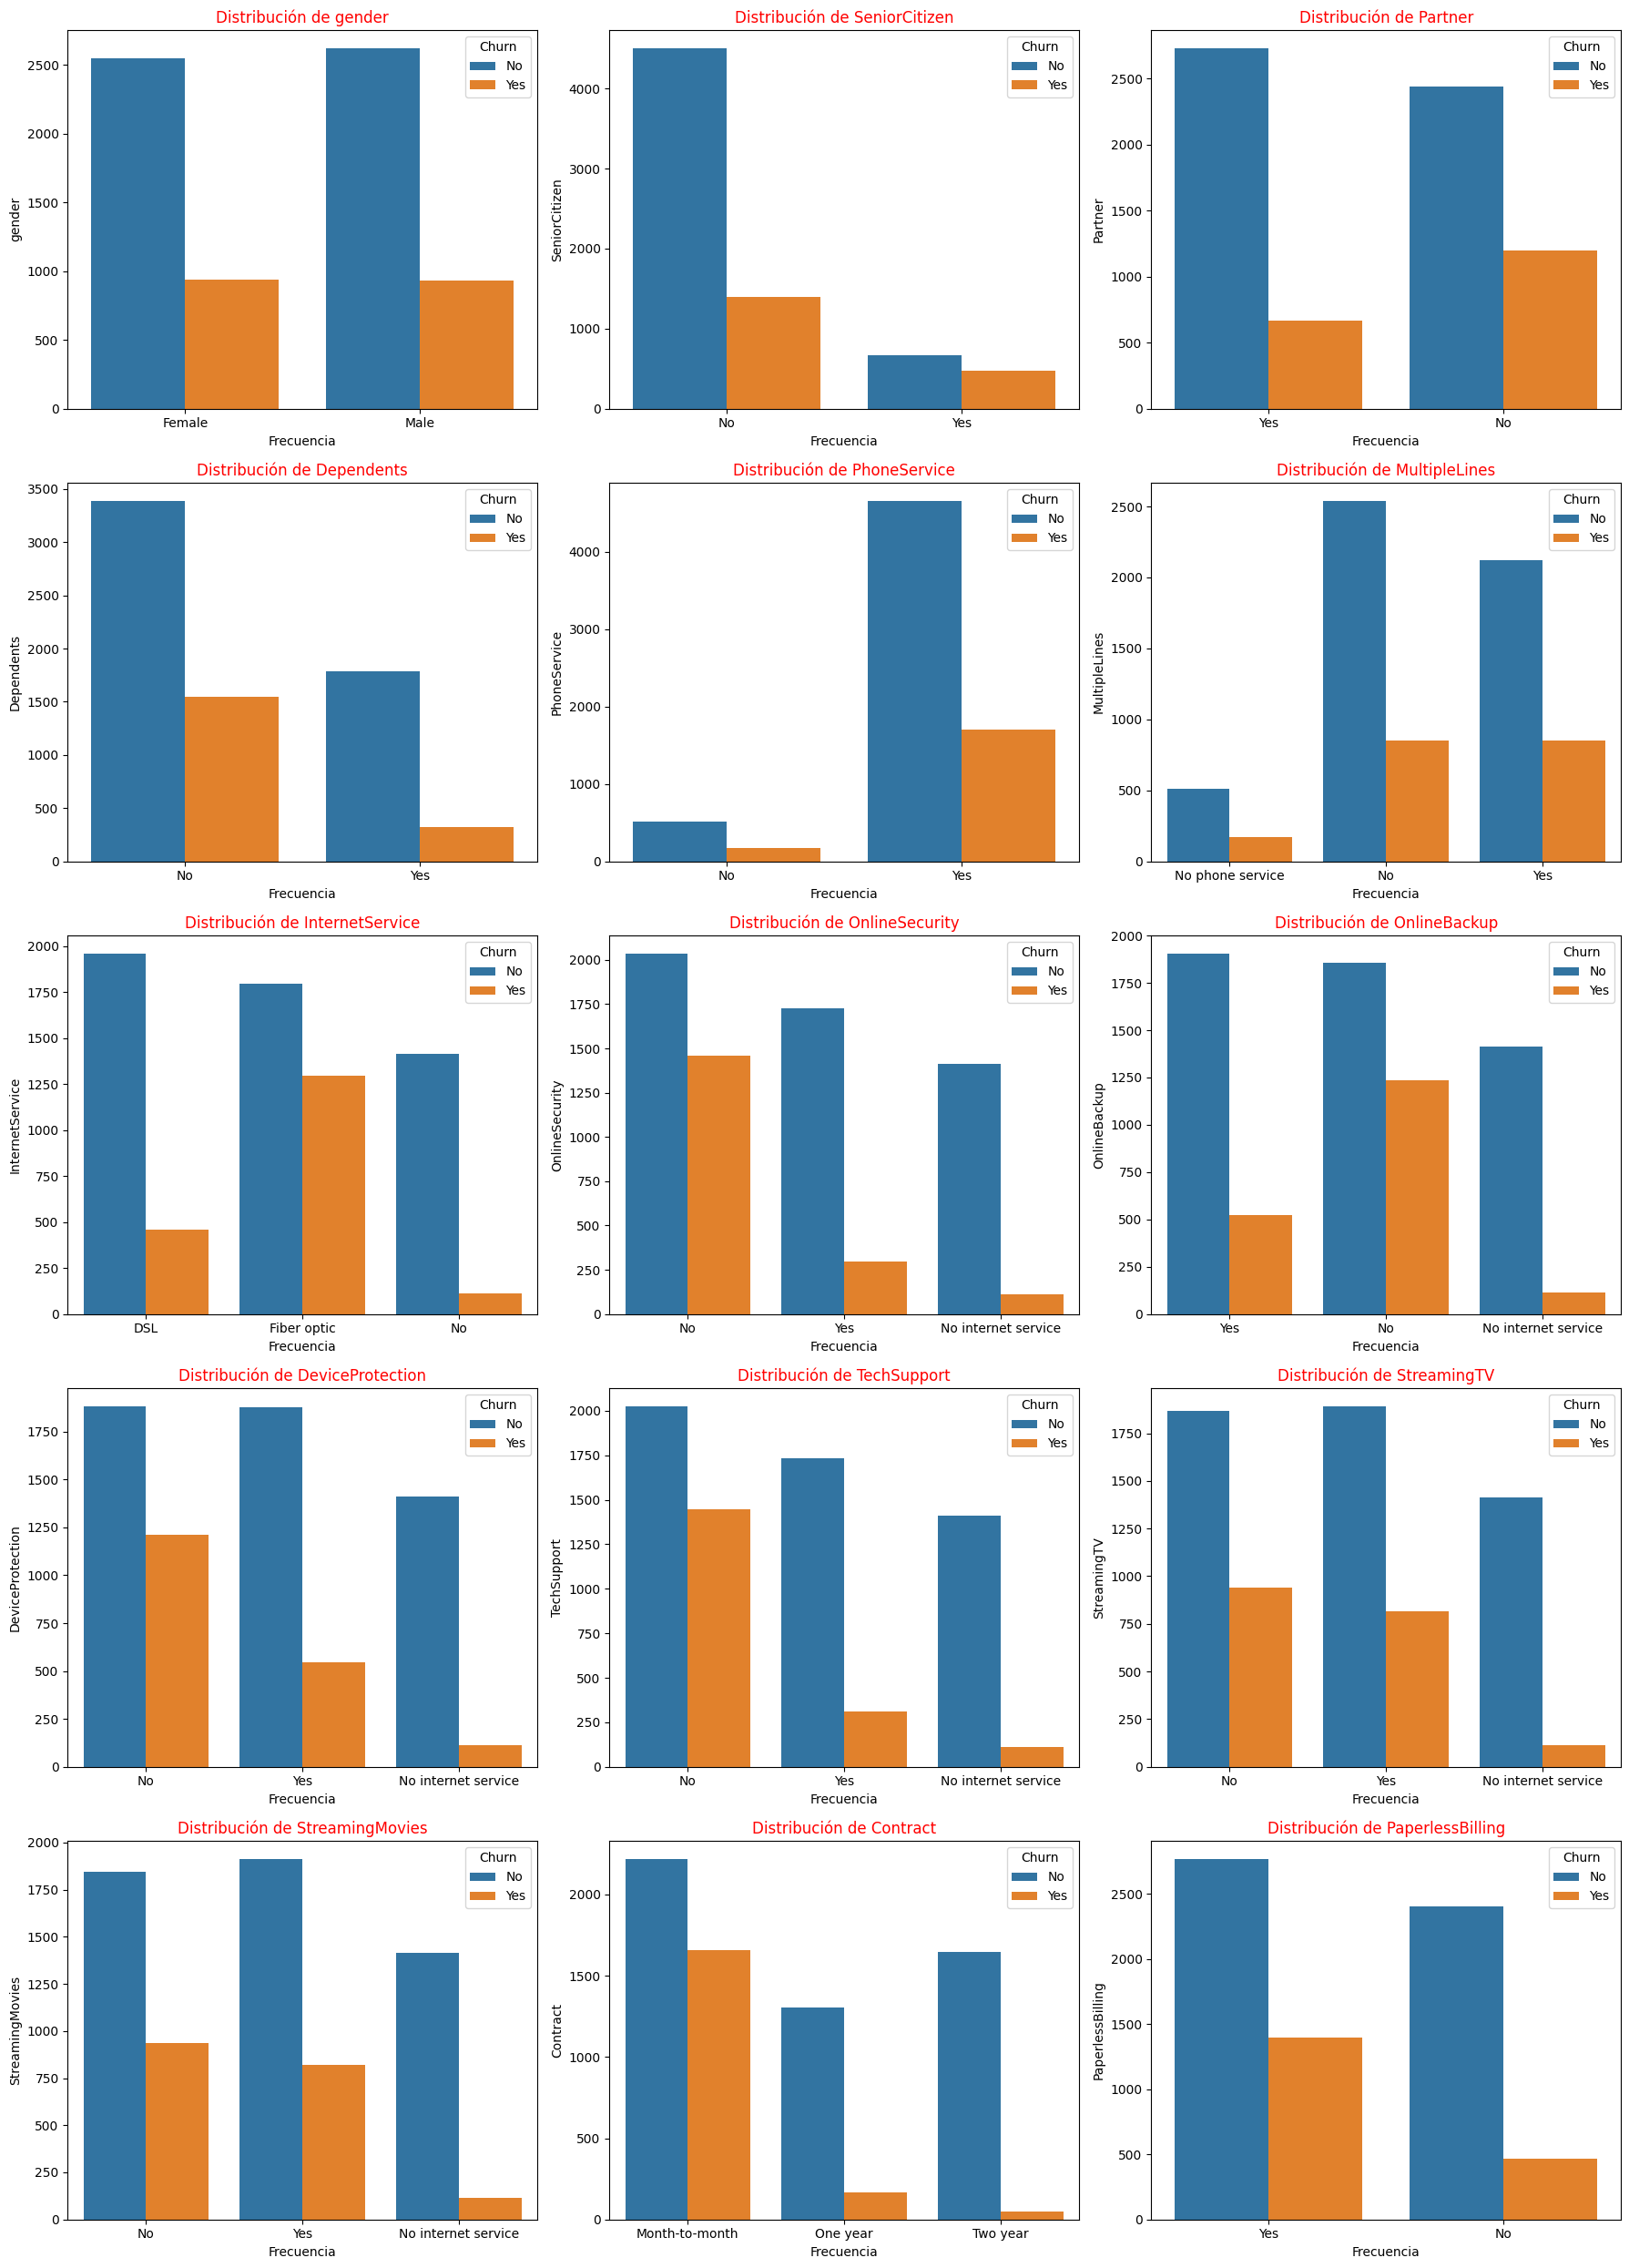 Distribución de gender
Churn
No
Yes
2500
2000
1500
1000
500
0
gender
Female
Male
Frecuencia
Distribución de SeniorCitizen
Churn
No
Yes
4000
3000
2000
1000
0
SeniorCitizen
No
Yes
Frecuencia
Distribución de Partner
Churn
No
Yes
2500
2000
1500
1000
500
0
Partner
Yes
No
Frecuencia
Distribución de Dependents
Churn
No
Yes
3500
3000
2500
2000
1500
1000
500
0
Dependents
No
Yes
Frecuencia
Distribución de PhoneService
Churn
No
Yes
4000
3000
2000
1000
0
PhoneService
No
Yes
Frecuencia
Distribución de MultipleLines
Churn
No
Yes
2500
2000
1500
1000
500
0
MultipleLines
No phone service
No
Yes
Frecuencia
Distribución de InternetService
Churn
No
Yes
2000
1750
1500
1250
1000
750
500
250
0
InternetService
DSL
Fiber optic
No
Frecuencia
Distribución de OnlineSecurity
Churn
No
Yes
2000
1750
1500
1250
1000
750
500
250
0
OnlineSecurity
No
Yes
No internet service
Frecuencia
Distribución de OnlineBackup
Churn
No
Yes
2000
1750
1500
1250
1000
750
500
250
0
OnlineBackup
Yes
No
No internet service
Frecuencia
Distribución de DeviceProtection
Churn
No
Yes
1750
1500
1250
1000
750
500
250
0
DeviceProtection
No
Yes
No internet service
Frecuencia
Distribución de TechSupport
Churn
No
Yes
2000
1750
1500
1250
1000
750
500
250
0
TechSupport
No
Yes
No internet service
Frecuencia
Distribución de StreamingTV
Churn
No
Yes
1750
1500
1250
1000
750
500
250
0
StreamingTV
No
Yes
No internet service
Frecuencia
Distribución de StreamingMovies
Churn
No
Yes
2000
1750
1500
1250
1000
750
500
250
0
StreamingMovies
No
Yes
No internet service
Frecuencia
Distribución de Contract
Churn
No
Yes
2000
1500
1000
500
0
Contract
Month-to-month
One year
Two year
Frecuencia
Distribución de PaperlessBilling
Churn
No
Yes
2500
2000
1500
1000
500
0
PaperlessBilling
Yes
No
Frecuencia